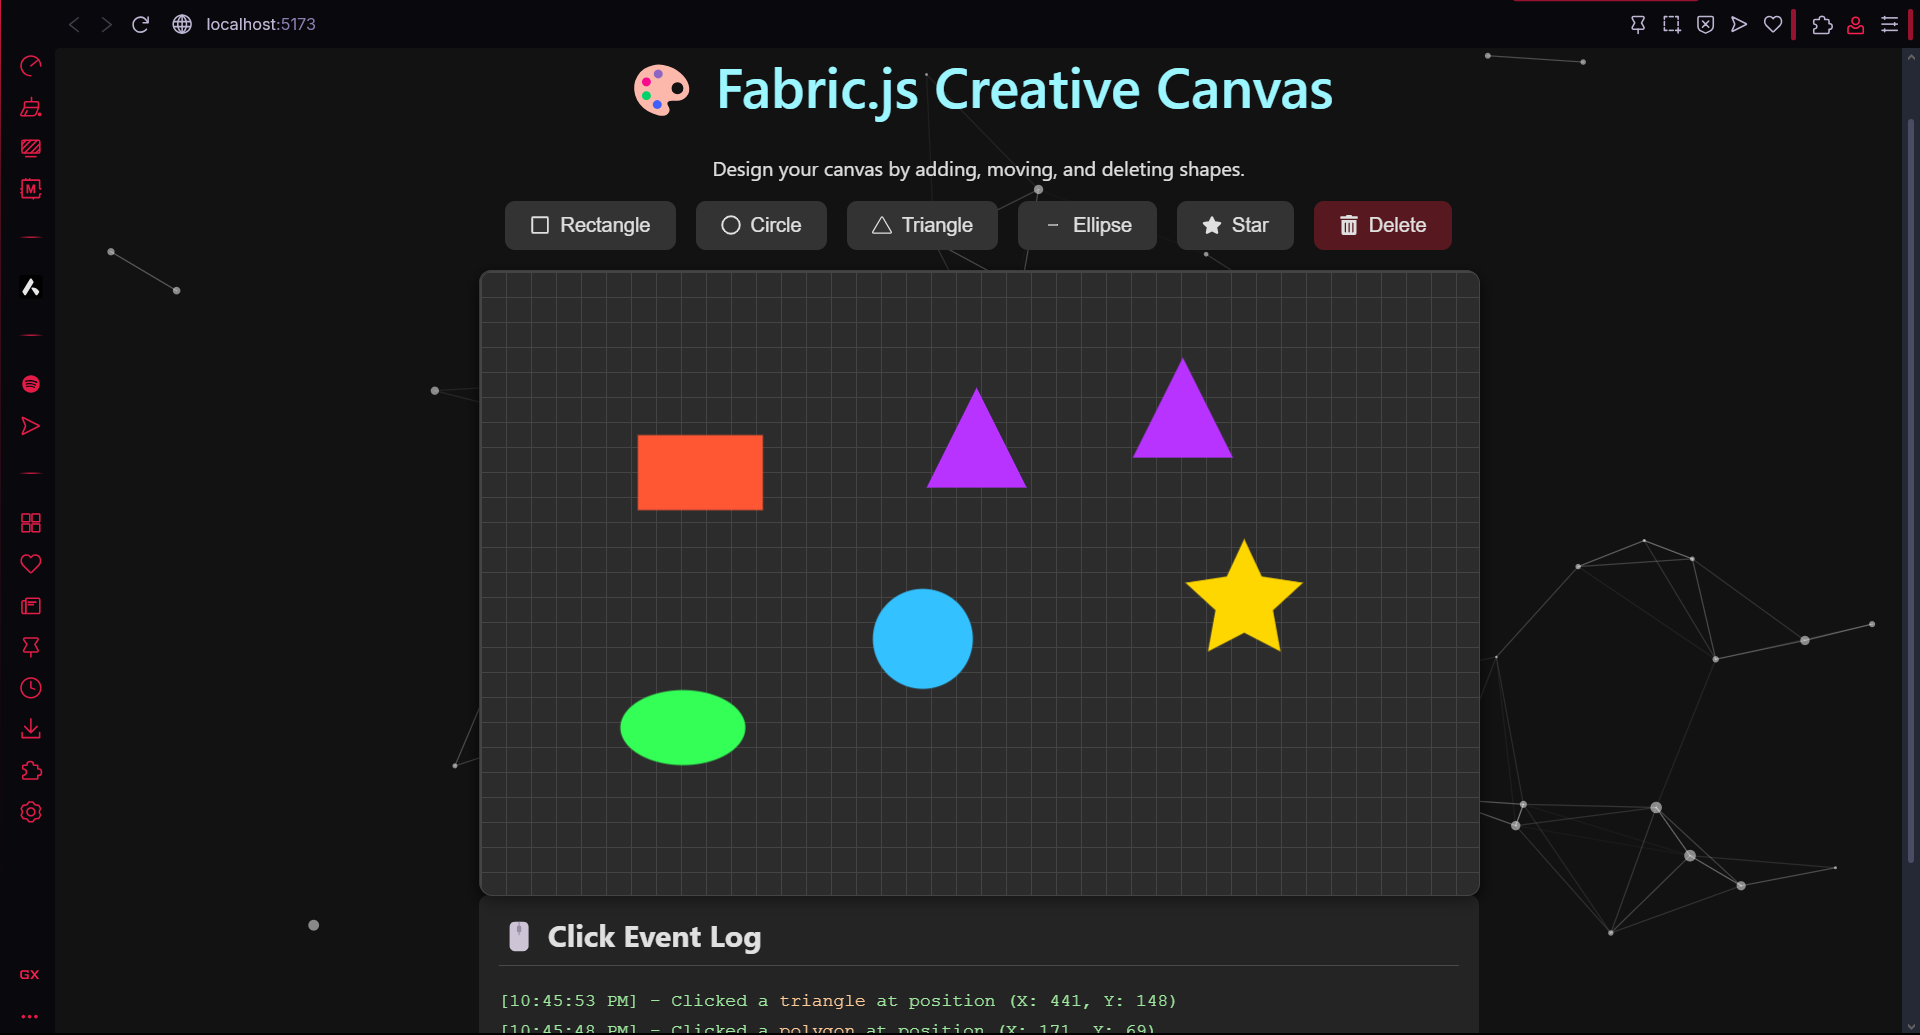 localhost:5173
M
Fabric.js Creative Canvas
Design your canvas by adding, moving, and deleting shapes.
Rectangle
Circle
Triangle
Ellipse
Star
Delete
Click Event Log
[10:45:53 PM] - Clicked a triangle at position (X: 441, Y: 148)
[10:45:48 PM] - Clicked a polygon at position (X: 171, Y: 69)
GX